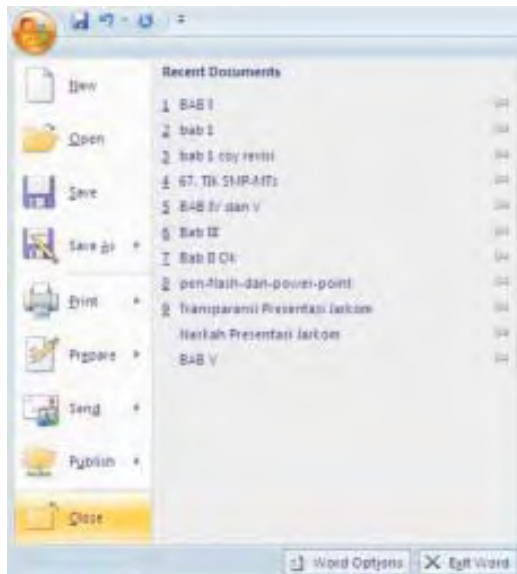 New
Open
Save
Save As
Print
Prepare
Send
Publish
Close
Recent Documents
1 BAB I
2 bab 1
3 bab 1 coy revisi
4 67. Tik SMP-MTs
5 BAB IV dan V
6 Bab III
7 Bab II Ok
8 pen-flash-dan-power-point
9 Transparansi Presentasi Jarkom
Naskah Presentasi Jarkom
BAB V
Word Options
Exit Word